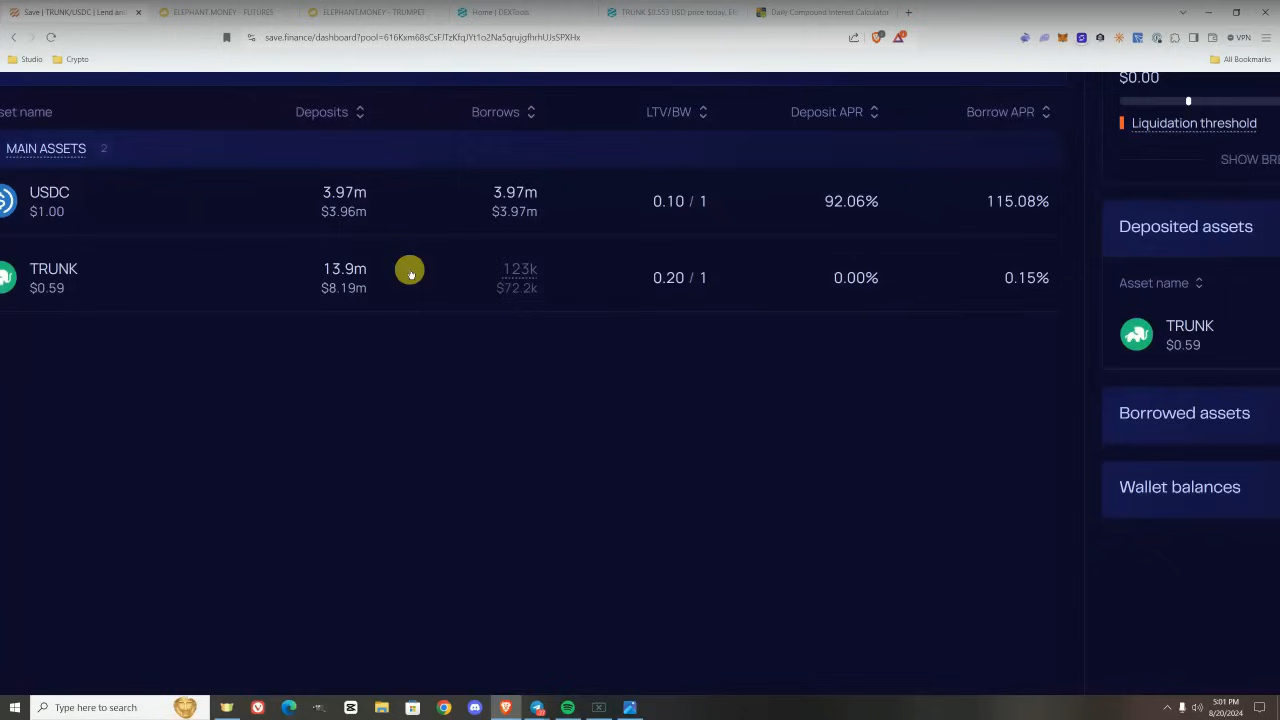 Save | TRUNK/USDC | Lend an
ELEPHANT.MONEY - FUTURES
ELEPHANT.MONEY - TRUMPET
Home | DEXTools
TRUNK $0.553 USD price today, Ele
Daily Compound Interest Calculator
save.finance/dashboard?pool=616Kxm68sCsFJTzKfqJYt1o2Na5qrujgfhrhUJsSPXHx
VPN
Studio
Crypto
All Bookmarks
set name
Deposits
Borrows
LTV/BW
Deposit APR
Borrow APR
MAIN ASSETS 2
USDC
$1.00
3.97m
$3.96m
3.97m
$3.97m
0.10 / 1
92.06%
115.08%
TRUNK
$0.59
13.9m
$8.19m
123k
$72.2k
0.20 / 1
0.00%
0.15%
$0.00
Liquidation threshold
SHOW BRE
Deposited assets
Asset name
TRUNK
$0.59
Borrowed assets
Wallet balances
Type here to search
5:01 PM
8/20/2024